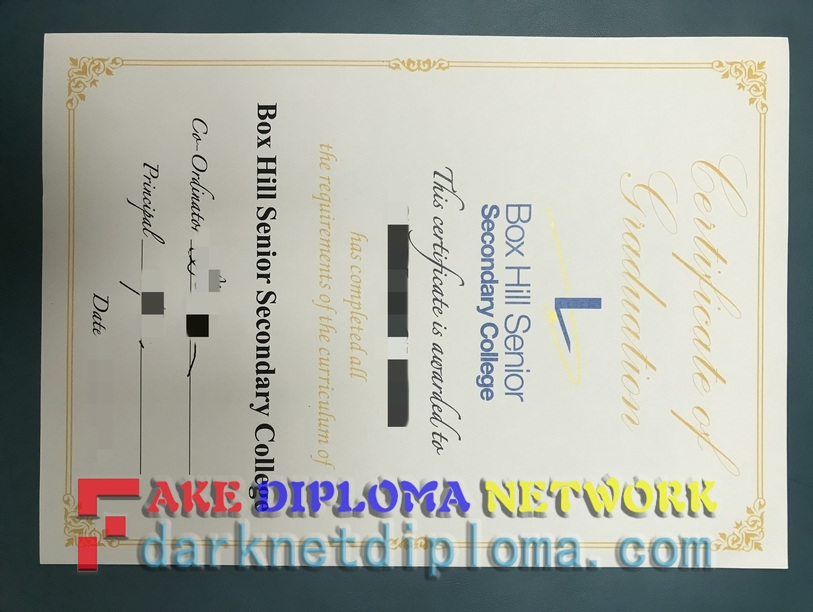 Certificate of
Graduation
Box Hill Senior
Secondary College
This certificate is awarded to
has completed all
the requirements of the curriculum of
Box Hill Senior Secondary College
Co-Ordinator
Principal
Date
FAKE DIPLOMA NETWORK
darknetdiploma.com